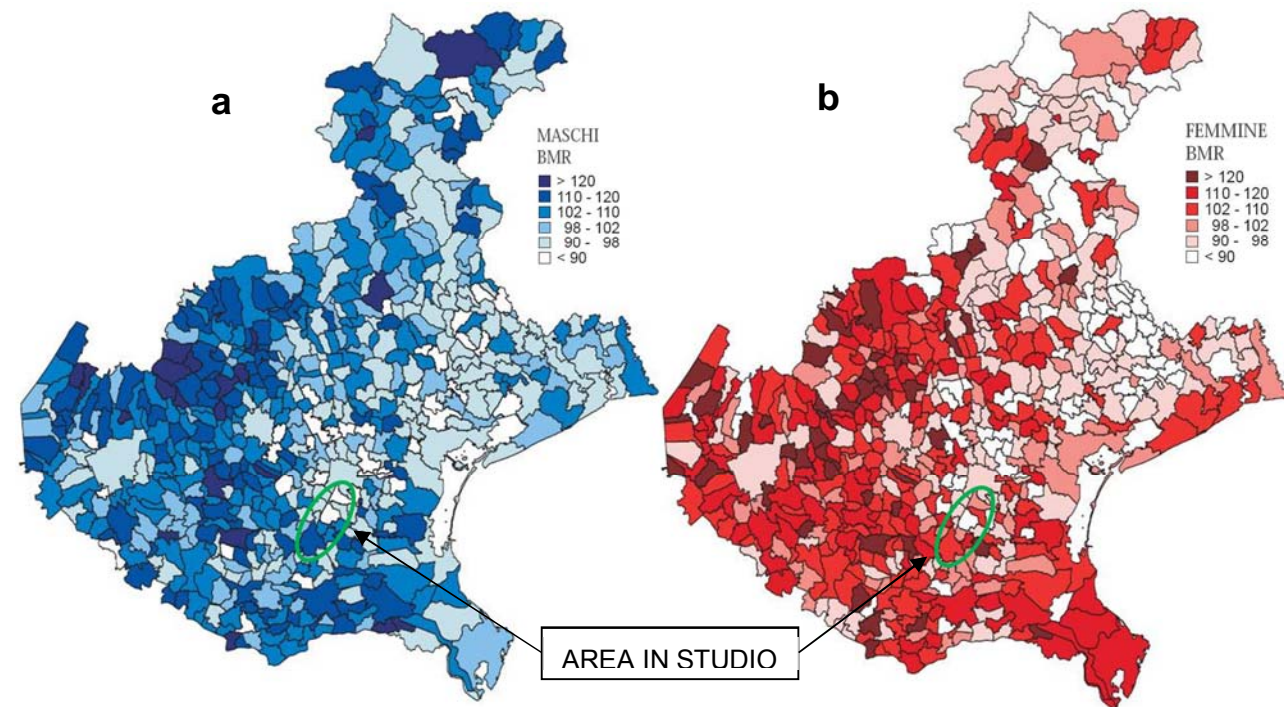 a
MASCHI
BMR
> 120
110 - 120
102 - 110
98 - 102
90 - 98
< 90
b
FEMMINE
BMR
> 120
110 - 120
102 - 110
98 - 102
90 - 98
< 90
AREA IN STUDIO